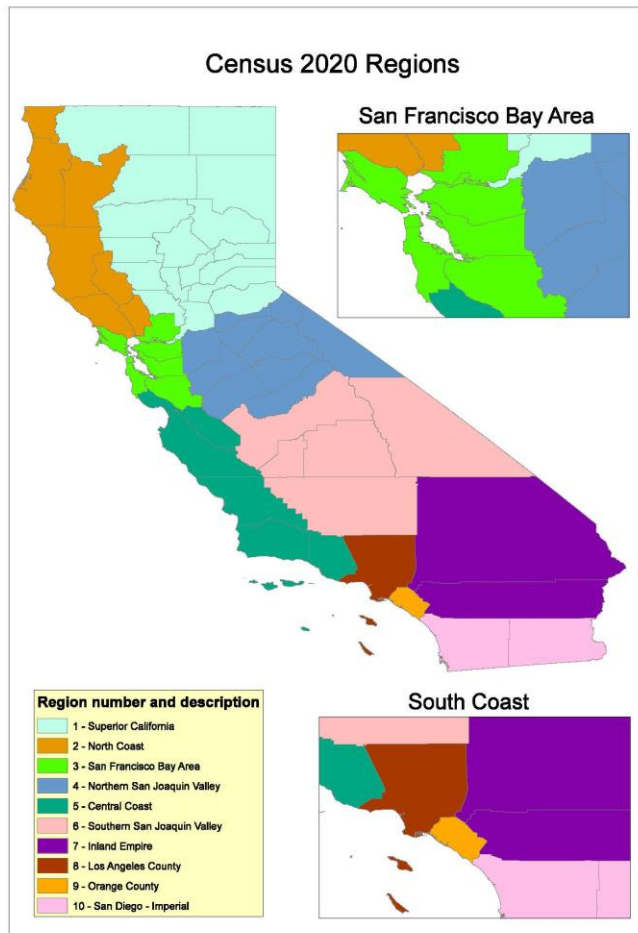 Census 2020 Regions
San Francisco Bay Area
Region number and description
1 - Superior California
2 - North Coast
3 - San Francisco Bay Area
4 - Northern San Joaquin Valley
5 - Central Coast
6 - Southern San Joaquin Valley
7 - Inland Empire
8 - Los Angeles County
9 - Orange County
10 - San Diego - Imperial
South Coast